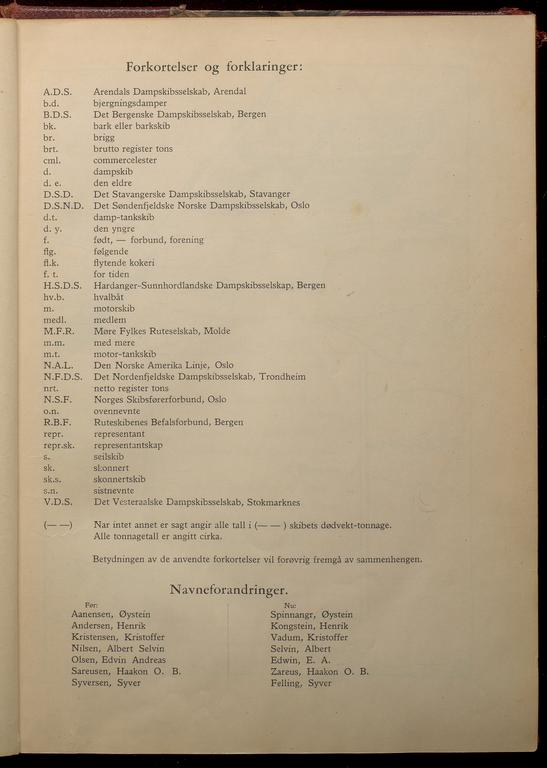 Forkortelser og forklaringer:
A.D.S. Arendals Dampskibsselskab, Arendal
b.d. bjergningsdamper
B.D.S. Det Bergenske Dampskibsselskab, Bergen
bk. bark eller barkskib
br. brigg
brt. brutto register tons
cml. commercelester
d. dampskib
d. e. den eldre
D.S.D. Det Stavangerske Dampskibsselskab, Stavanger
D.S.N.D. Det Søndenfjeldske Norske Dampskibsselskab, Oslo
d.t. damp-tankskib
d. y. den yngre
f. født, — forbund, forening
flg. følgende
fl.k. flytende kokeri
f. t. for tiden
H.S.D.S. Hardanger-Sunnhordlandske Dampskibsselskap, Bergen
hv.b. hvalbåt
m. motorskib
medl. medlem
M.F.R. Møre Fylkes Ruteselskab, Molde
m.m. med mere
m.t. motor-tankskib
N.A.L. Den Norske Amerika Linje, Oslo
N.F.D.S. Det Nordenfjeldske Dampskibsselskab, Trondheim
nrt. netto register tons
N.S.F. Norges Skibsførerforbund, Oslo
o.n. ovennevnte
R.B.F. Ruteskibenes Befalsforbund, Bergen
repr. representant
repr.sk. representantskap
s. seilskib
sk. skonnert
sk.s. skonnertskib
s.n. sistnevnte
V.D.S. Det Vesteraalske Dampskibsselskab, Stokmarknes
(— —) Nar intet annet er sagt angir alle tall i (— — ) skibets dødvekt-tonnage.
Alle tonnagetall er angitt cirka.
Betydningen av de anvendte forkortelser vil forøvrig fremgå av sammenhengen.
Navneforandringer.
Før: Nu:
Aanensen, Øystein Spinnangr, Øystein
Andersen, Henrik Kongstein, Henrik
Kristensen, Kristoffer Vadum, Kristoffer
Nilsen, Albert Selvin Selvin, Albert
Olsen, Edvin Andreas Edwin, E. A.
Sareusen, Haakon O. B. Zareus, Haakon O. B.
Syversen, Syver Felling, Syver